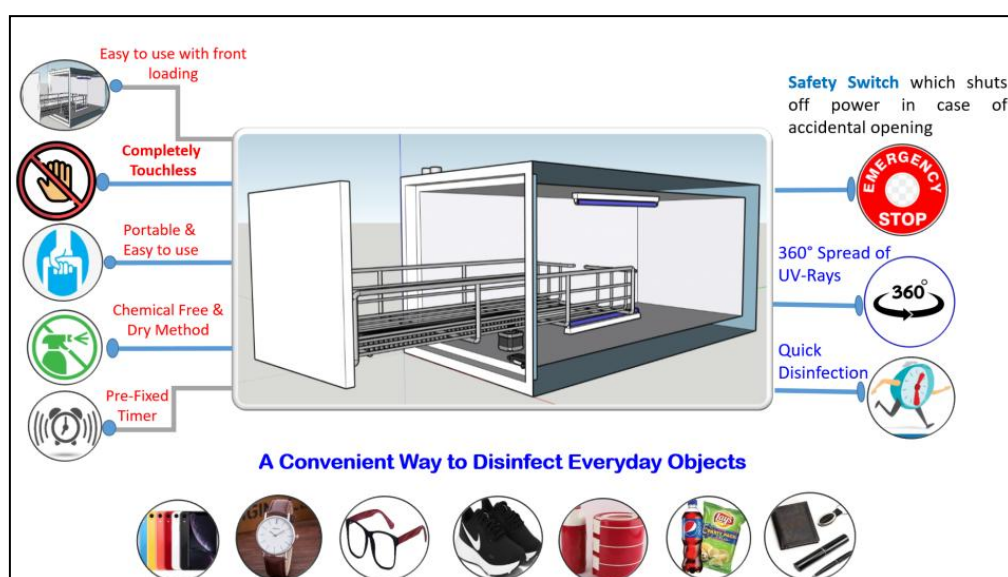 Easy to use with front
loading
Completely
Touchless
Portable &
Easy to use
Chemical Free &
Dry Method
Pre-Fixed
Timer
Safety Switch which shuts
off power in case of
accidental opening
EMERGENCY
STOP
360° Spread of
UV-Rays
360°
Quick
Disinfection
A Convenient Way to Disinfect Everyday Objects
Lay's